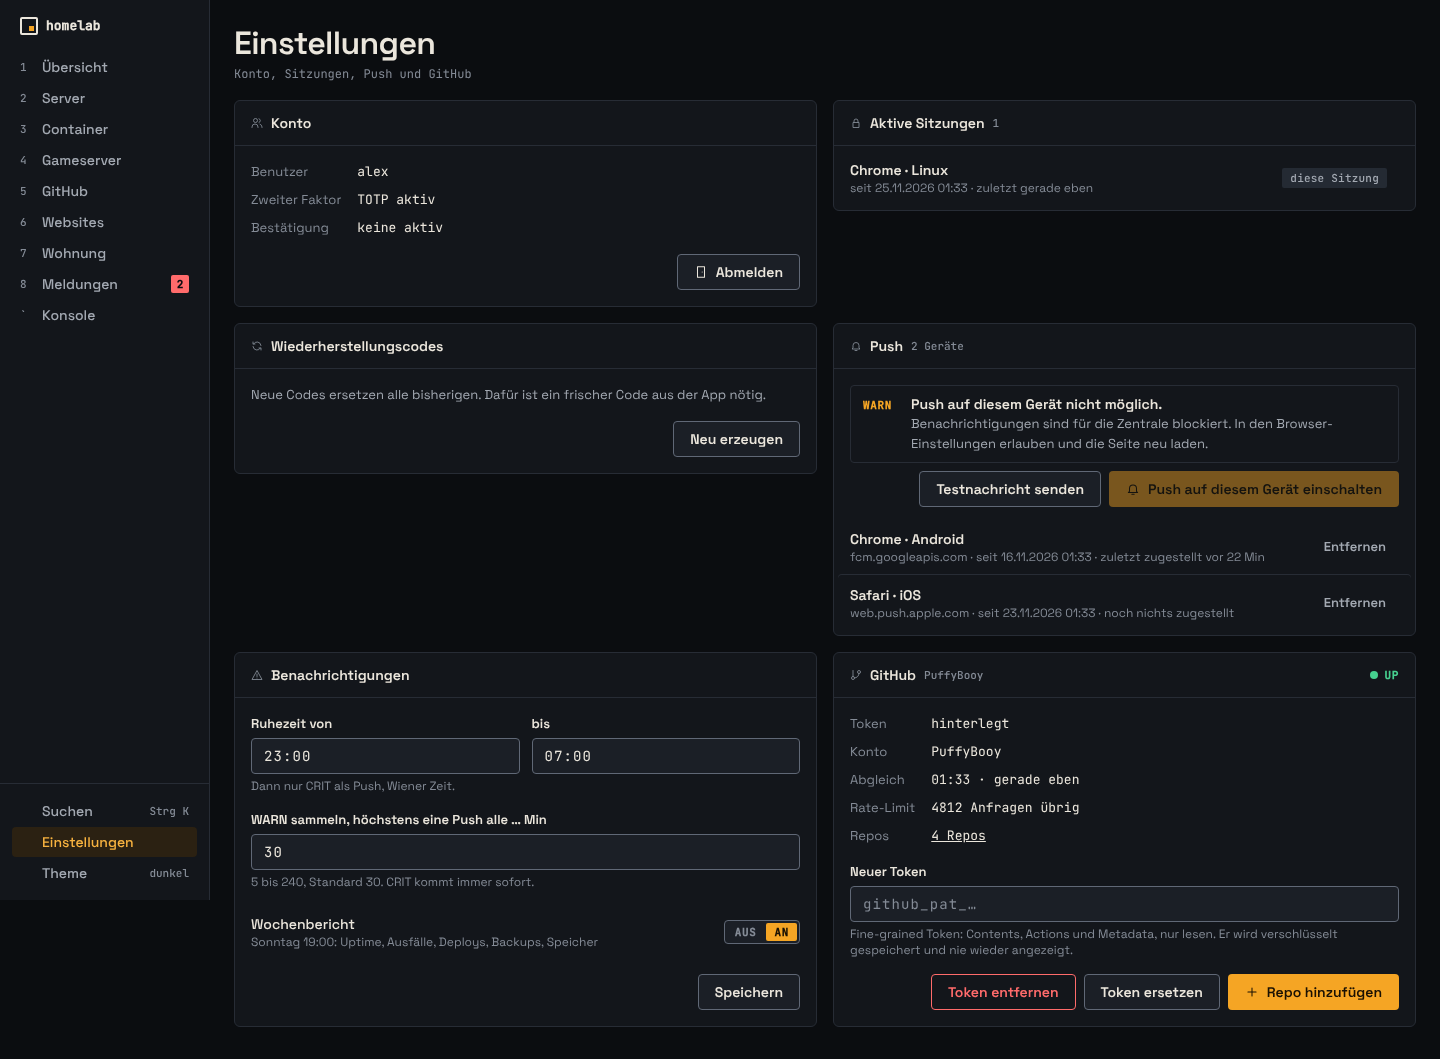 homelab
1 Übersicht
2 Server
3 Container
4 Gameserver
5 GitHub
6 Websites
7 Wohnung
8 Meldungen 2
` Konsole
Suchen Strg K
Einstellungen
Theme dunkel
Einstellungen
Konto, Sitzungen, Push und GitHub
Konto
Benutzer alex
Zweiter Faktor TOTP aktiv
Bestätigung keine aktiv
Abmelden
Aktive Sitzungen 1
Chrome · Linux
seit 25.11.2026 01:33 · zuletzt gerade eben
diese Sitzung
Wiederherstellungscodes
Neue Codes ersetzen alle bisherigen. Dafür ist ein frischer Code aus der App nötig.
Neu erzeugen
Push 2 Geräte
WARN Push auf diesem Gerät nicht möglich.
Benachrichtigungen sind für die Zentrale blockiert. In den Browser-
Einstellungen erlauben und die Seite neu laden.
Testnachricht senden Push auf diesem Gerät einschalten
Chrome · Android
fcm.googleapis.com · seit 16.11.2026 01:33 · zuletzt zugestellt vor 22 Min
Entfernen
Safari · iOS
web.push.apple.com · seit 23.11.2026 01:33 · noch nichts zugestellt
Entfernen
Benachrichtigungen
Ruhezeit von bis
23:00 07:00
Dann nur CRIT als Push, Wiener Zeit.
WARN sammeln, höchstens eine Push alle … Min
30
5 bis 240, Standard 30. CRIT kommt immer sofort.
Wochenbericht
Sonntag 19:00: Uptime, Ausfälle, Deploys, Backups, Speicher
AUS AN
Speichern
GitHub PuffyBooy UP
Token hinterlegt
Konto PuffyBooy
Abgleich 01:33 · gerade eben
Rate-Limit 4812 Anfragen übrig
Repos 4 Repos
Neuer Token
github_pat_…
Fine-grained Token: Contents, Actions und Metadata, nur lesen. Er wird verschlüsselt
gespeichert und nie wieder angezeigt.
Token entfernen Token ersetzen + Repo hinzufügen